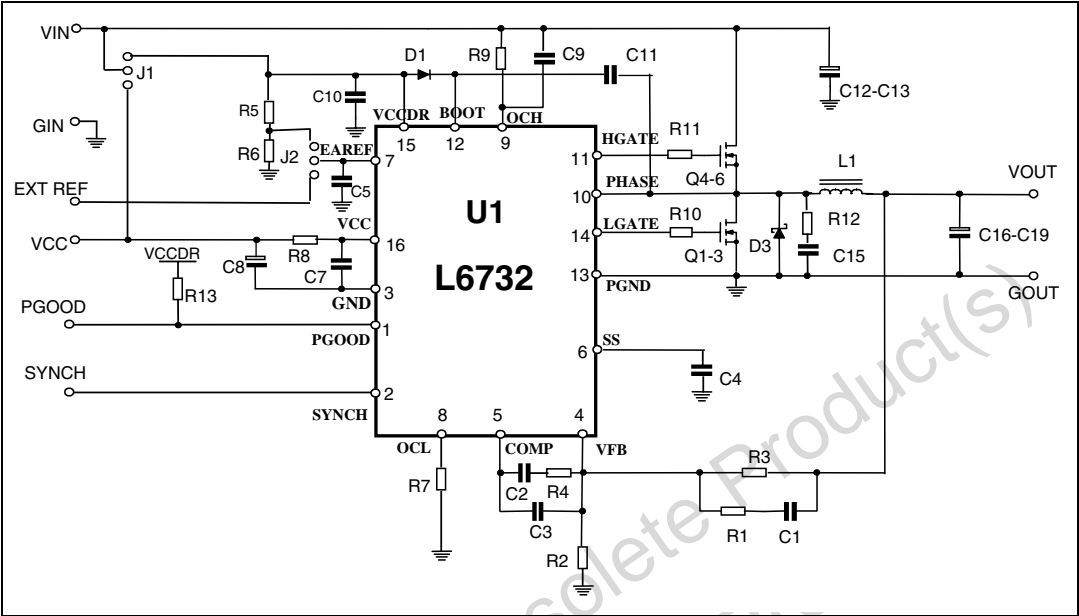 VIN
J1
D1
R9
C9
C11
C12-C13
C10
VCCDR
BOOT
OCH
R5
GIN
R6
J2
EAREF
15
12
9
HGATE
R11
7
11
Q4-6
L1
VOUT
EXT REF
C5
PHASE
10
U1
LGATE
R10
R12
VCC
VCC
16
14
Q1-3
D3
C15
C16-C19
VCCDR
C8
R8
C7
L6732
13
PGND
GOUT
R13
3
GND
PGOOD
1
PGOOD
6
SS
C4
SYNCH
2
SYNCH
8
5
4
OCL
COMP
VFB
R7
C2
R4
R3
C3
R1
C1
R2
solete Product(s)